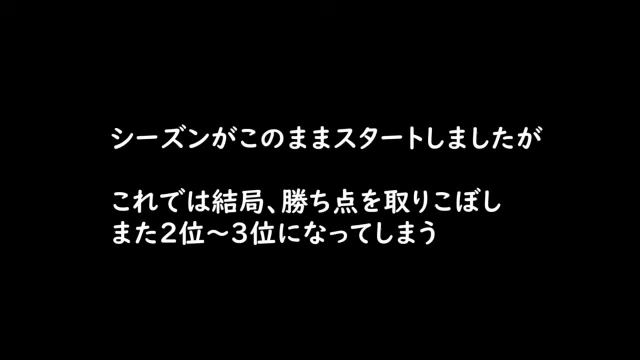 シーズンがこのままスタートしましたが
これでは結局、勝ち点を取りこぼし
また２位～３位になってしまう